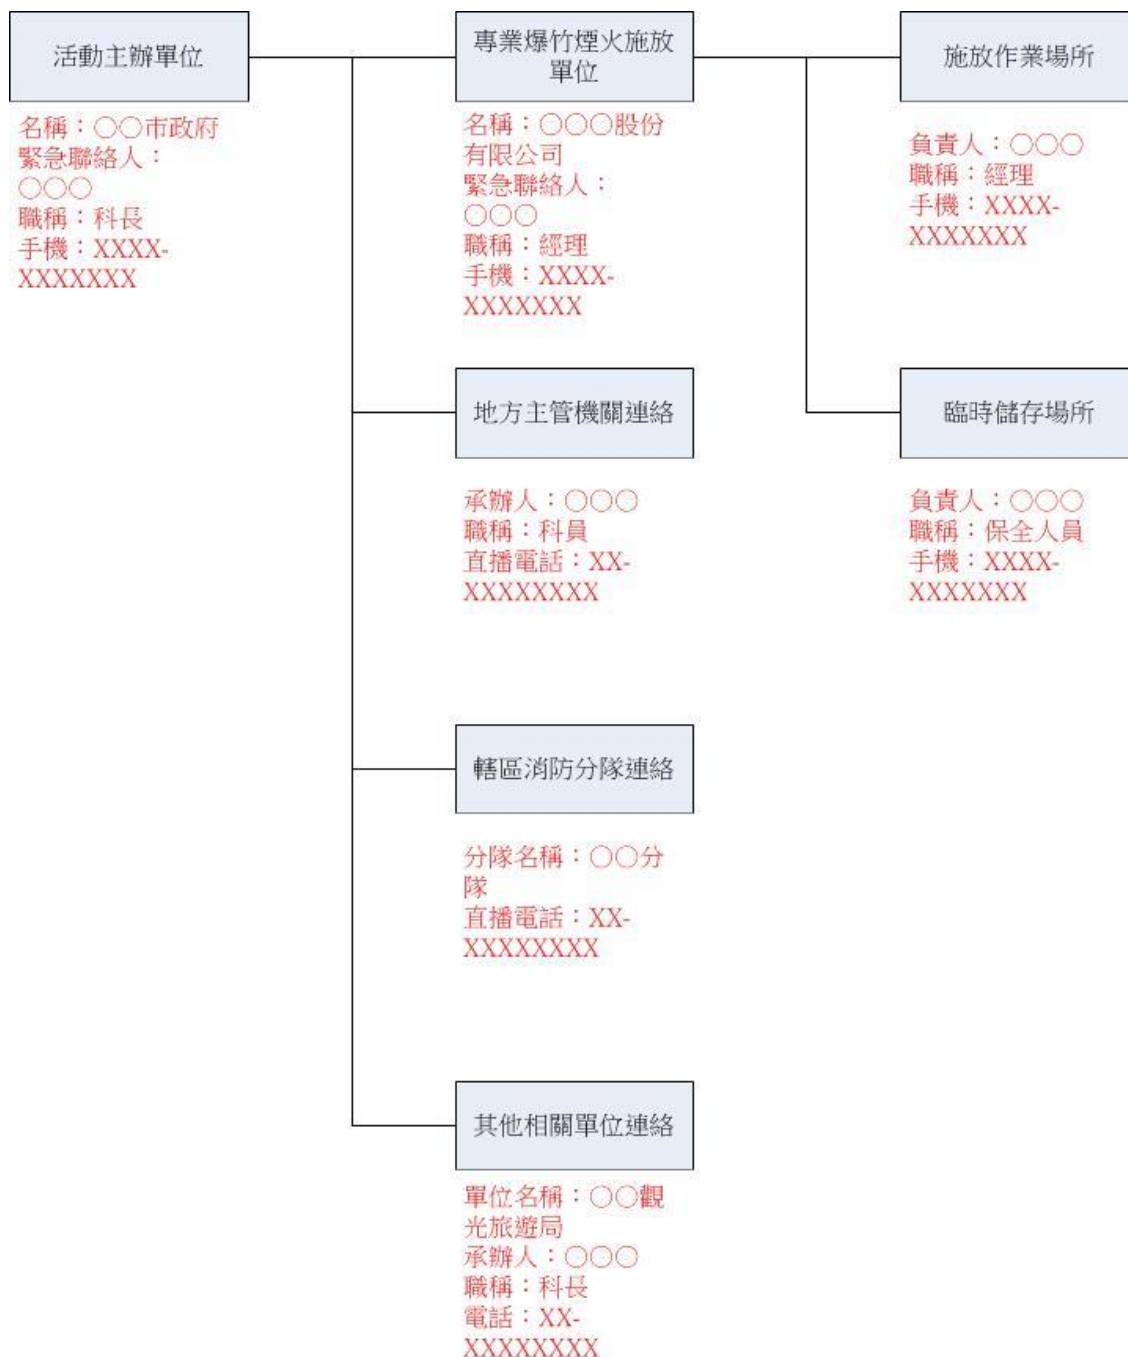 活動主辦單位
名稱：○○市政府
緊急聯絡人：
○○○
職稱：科長
手機：XXXX-
XXXXXXX
專業爆竹煙火施放
單位
名稱：○○○股份
有限公司
緊急聯絡人：
○○○
職稱：經理
手機：XXXX-
XXXXXXX
施放作業場所
負責人：○○○
職稱：經理
手機：XXXX-
XXXXXXX
地方主管機關連絡
承辦人：○○○
職稱：科員
直播電話：XX-
XXXXXXXX
臨時儲存場所
負責人：○○○
職稱：保全人員
手機：XXXX-
XXXXXXX
轄區消防分隊連絡
分隊名稱：○○分
隊
直播電話：XX-
XXXXXXXX
其他相關單位連絡
單位名稱：○○觀
光旅遊局
承辦人：○○○
職稱：科長
電話：XX-
XXXXXXXX